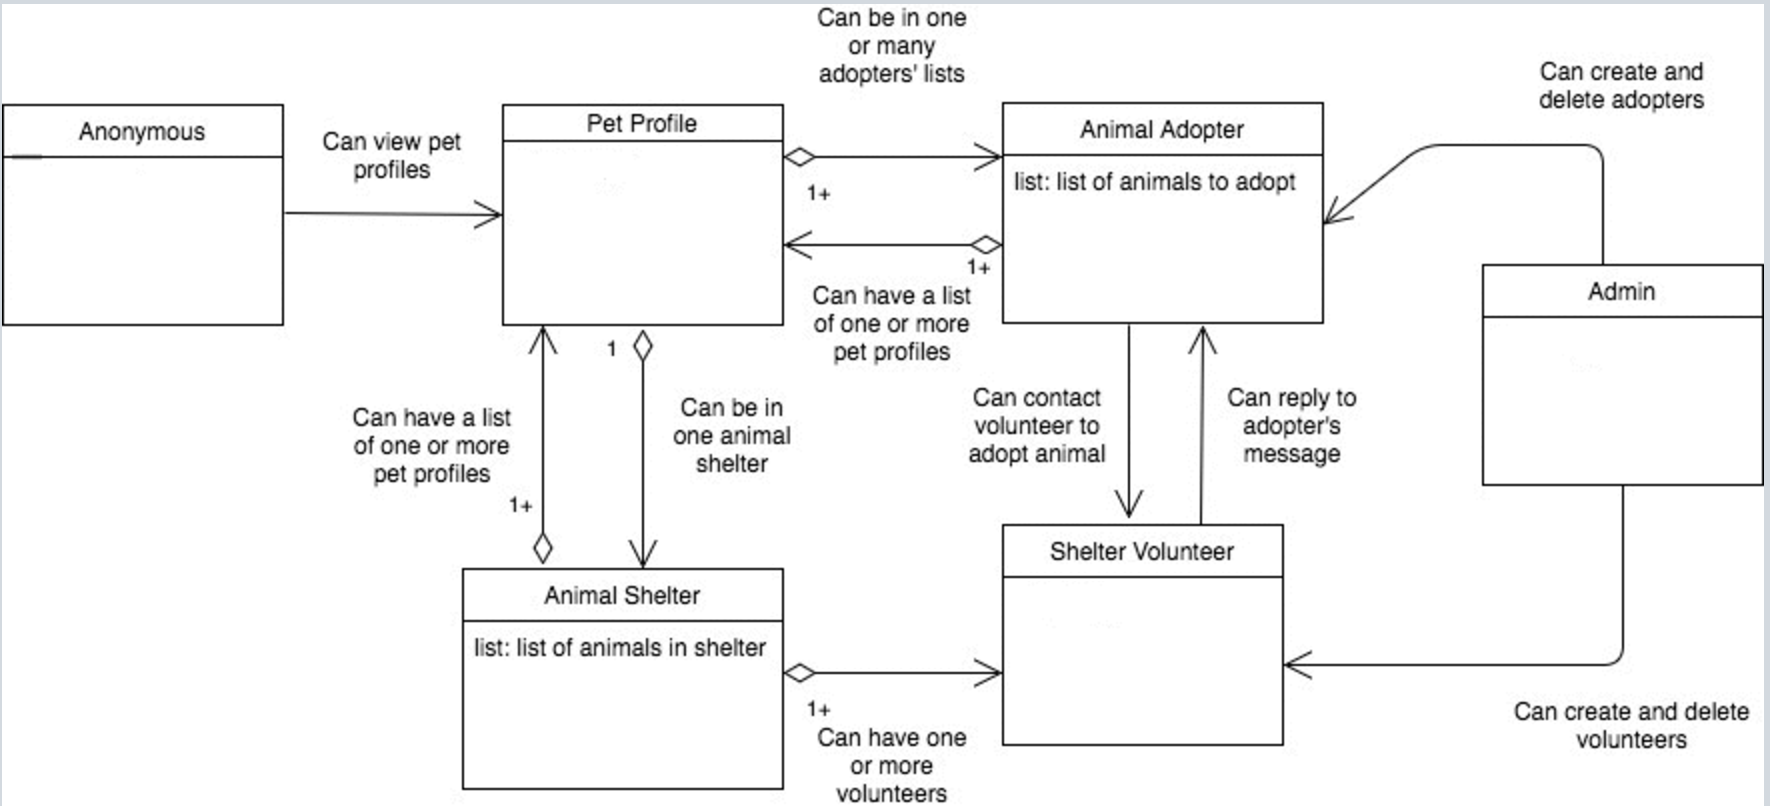 Can be in one
or many
adopters' lists
Can create and
delete adopters
Anonymous
Can view pet
profiles
Pet Profile
1+
Animal Adopter
list: list of animals to adopt
1+
Can have a list
of one or more
pet profiles
Admin
1
Can have a list
of one or more
pet profiles
1+
Can be in
one animal
shelter
Can contact
volunteer to
adopt animal
Can reply to
adopter's
message
Animal Shelter
list: list of animals in shelter
Shelter Volunteer
1+
Can have one
or more
volunteers
Can create and delete
volunteers